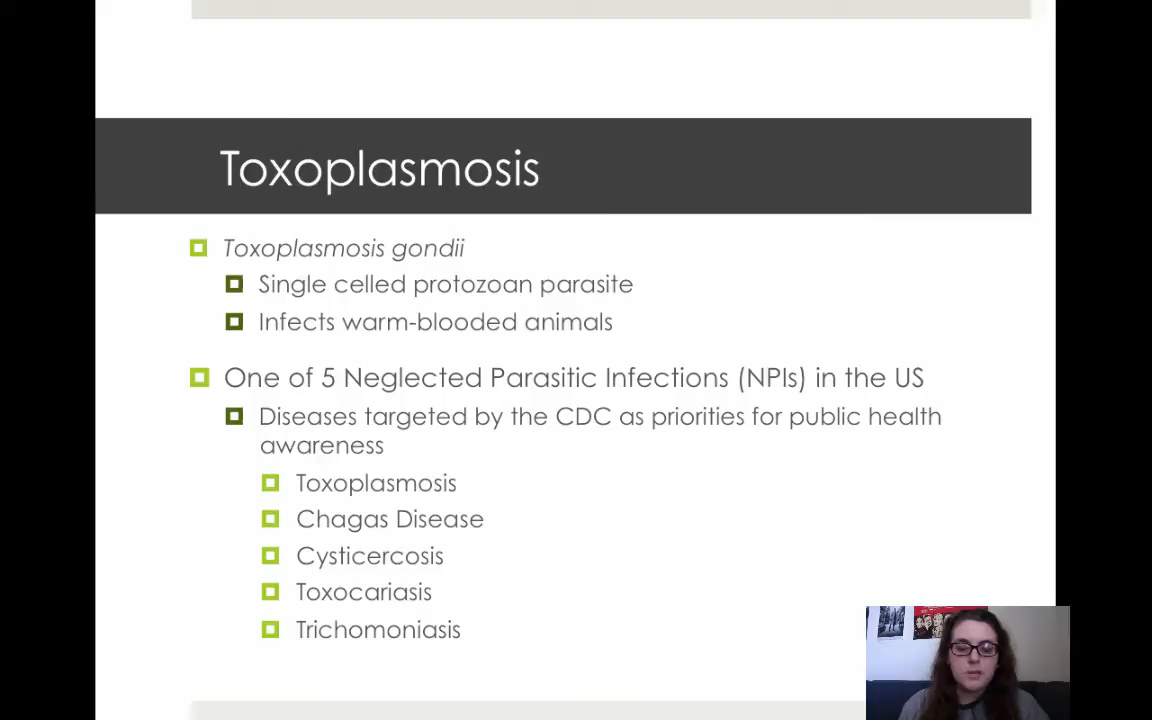 Toxoplasmosis
Toxoplasmosis gondii
Single celled protozoan parasite
Infects warm-blooded animals
One of 5 Neglected Parasitic Infections (NPIs) in the US
Diseases targeted by the CDC as priorities for public health
awareness
Toxoplasmosis
Chagas Disease
Cysticercosis
Toxocariasis
Trichomoniasis